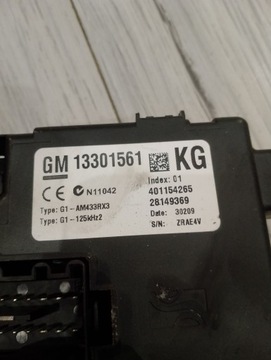 GM 13301561 KG
Index: 01
CE N11042 401154265
Type: G1-AM433RX3 28149369
Type: G1-125kHz2 Date: 30209
S/N: ZRAE4V